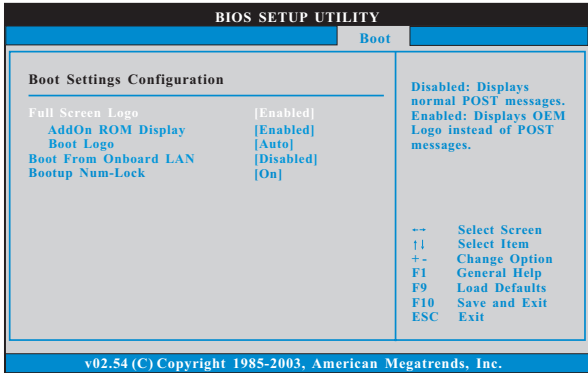 BIOS SETUP UTILITY
Boot
Boot Settings Configuration
Full Screen Logo [Enabled]
AddOn ROM Display [Enabled]
Boot Logo [Auto]
Boot From Onboard LAN [Disabled]
Bootup Num-Lock [On]
Disabled: Displays
normal POST messages.
Enabled: Displays OEM
Logo instead of POST
messages.
↔ Select Screen
↑↓ Select Item
+- Change Option
F1 General Help
F9 Load Defaults
F10 Save and Exit
ESC Exit
v02.54 (C) Copyright 1985-2003, American Megatrends, Inc.